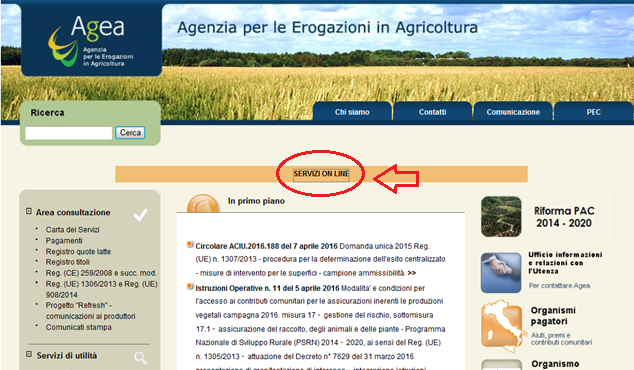 Agea
Agenzia
per le Erogazioni
in Agricoltura
Agenzia per le Erogazioni in Agricoltura
Ricerca
Cerca
Chi siamo
Contatti
Comunicazione
PEC
SERVIZI ON LINE
Area consultazione
Carta dei Servizi
Pagamenti
Registro quote latte
Registro titoli
Reg. (CE) 259/2008 e succ. mod.
Reg. (UE) 1306/2013 e Reg. (UE)
908/2014
Progetto "Refresh" -
comunicazioni ai produttori
Comunicati stampa
Servizi di utilità
In primo piano
Circolare ACIU.2016.188 del 7 aprile 2016 Domanda unica 2015 Reg.
(UE) n. 1307/2013 - procedura per la determinazione dell'esito centralizzato
- misure di intervento per le superfici - campione ammissibilità. >>
Istruzioni Operative n. 11 del 5 aprile 2016 Modalita' e condizioni per
l'accesso ai contributi comunitari per le assicurazioni inerenti le produzioni
vegetali campagna 2016. misura 17 - gestione del rischio, sottomisura
17.1 - assicurazione del raccolto, degli animali e delle piante - Programma
Nazionale di Sviluppo Rurale (PSRN) 2014 - 2020, ai sensi del Reg. (UE)
n. 1305/2013 - attuazione del Decreto n° 7629 del 31 marzo 2016
presentazione di manifestazione di interesse - integrazione istruzioni
Riforma PAC
2014 - 2020
Ufficio informazioni
e relazioni con
l'Utenza
Per contattare Agea
Organismi
pagatori
Aiuti, premi e
contributi comunitari
Organismo